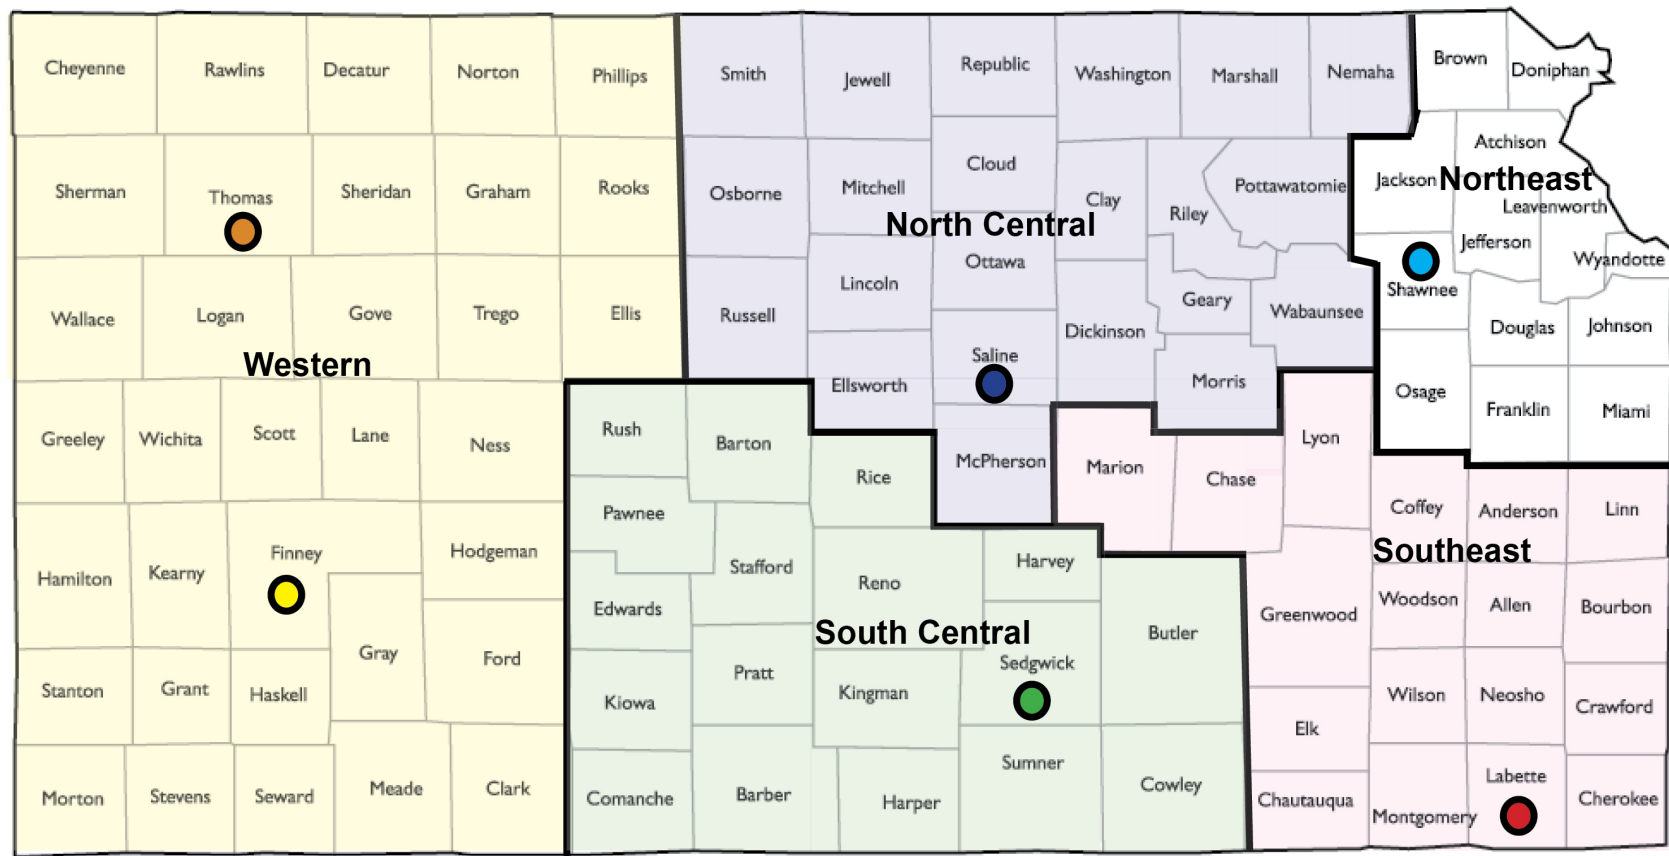 Cheyenne
Rawlins
Decatur
Norton
Phillips
Smith
Jewell
Republic
Washington
Marshall
Nemaha
Brown
Doniphan
Sherman
Thomas
Sheridan
Graham
Rooks
Osborne
Mitchell
Cloud
Clay
Riley
Pottawatomie
Jackson
Atchison
Northeast
Leavenworth
North Central
Jefferson
Wyandotte
Wallace
Logan
Gove
Trego
Ellis
Russell
Lincoln
Ottawa
Dickinson
Geary
Wabaunsee
Shawnee
Douglas
Johnson
Western
Ellsworth
Saline
Morris
Osage
Franklin
Miami
Greeley
Wichita
Scott
Lane
Ness
Rush
Barton
Rice
McPherson
Marion
Chase
Lyon
Coffey
Anderson
Linn
Southeast
Hamilton
Kearny
Finney
Hodgeman
Pawnee
Stafford
Edwards
Reno
Harvey
South Central
Sedgwick
Butler
Greenwood
Woodson
Allen
Bourbon
Stanton
Grant
Haskell
Gray
Ford
Kiowa
Pratt
Kingman
Elk
Wilson
Neosho
Crawford
Morton
Stevens
Seward
Meade
Clark
Comanche
Barber
Harper
Sumner
Cowley
Chautauqua
Montgomery
Labette
Cherokee